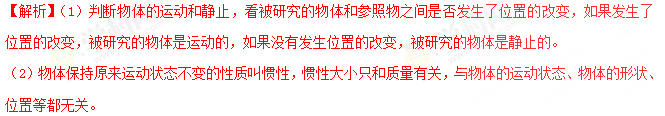 【解析】（1）判断物体的运动和静止，看被研究的物体和参照物之间是否发生了位置的改变，如果发生了
位置的改变，被研究的物体是运动的，如果没有发生位置的改变，被研究的物体是静止的。
（2）物体保持原来运动状态不变的性质叫惯性，惯性大小只和质量有关，与物体的运动状态、物体的形状、
位置等都无关。